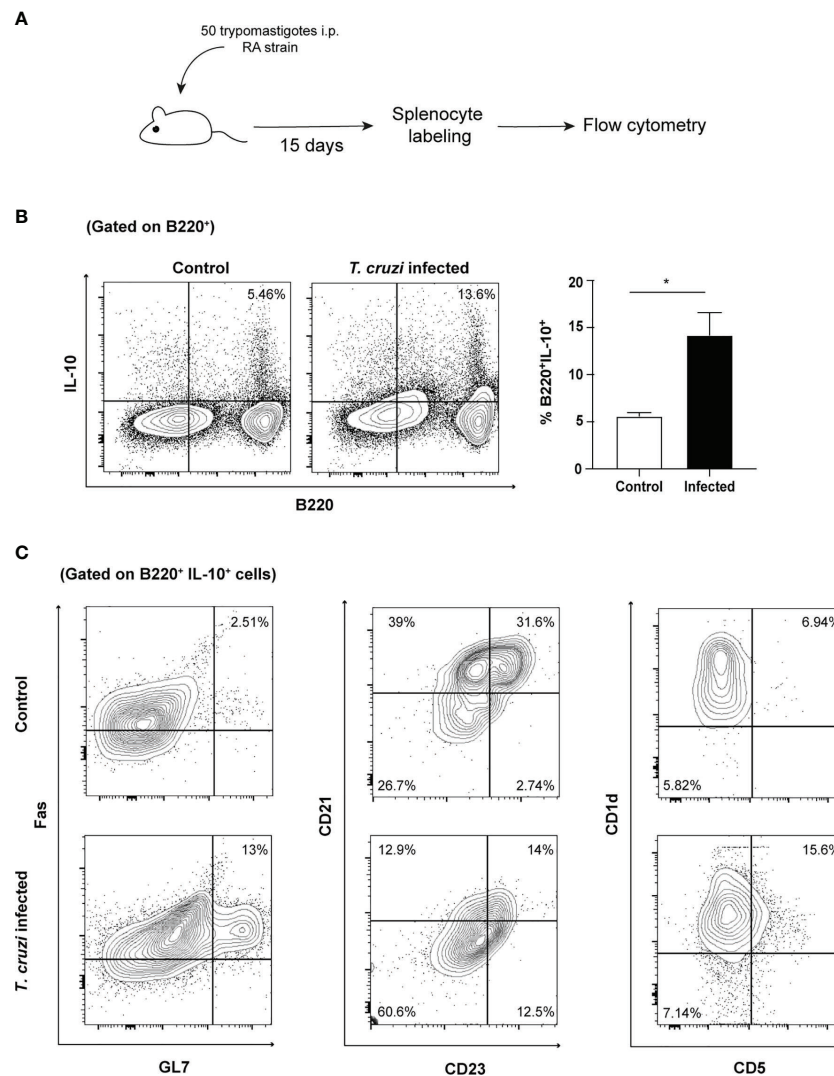 A
50 trypomastigotes i.p.
RA strain
15 days
Splenocyte
labeling
Flow cytometry
B
(Gated on B220⁺)
Control
T. cruzi infected
5.46%
13.6%
IL-10
B220
% B220⁺IL-10⁺
20
15
10
5
0
*
Control
Infected
C
(Gated on B220⁺ IL-10⁺ cells)
Control
Fas
2.51%
CD21
39%
31.6%
26.7%
2.74%
CD1d
6.94%
5.82%
T. cruzi infected
13%
12.9%
14%
60.6%
12.5%
15.6%
7.14%
GL7
CD23
CD5